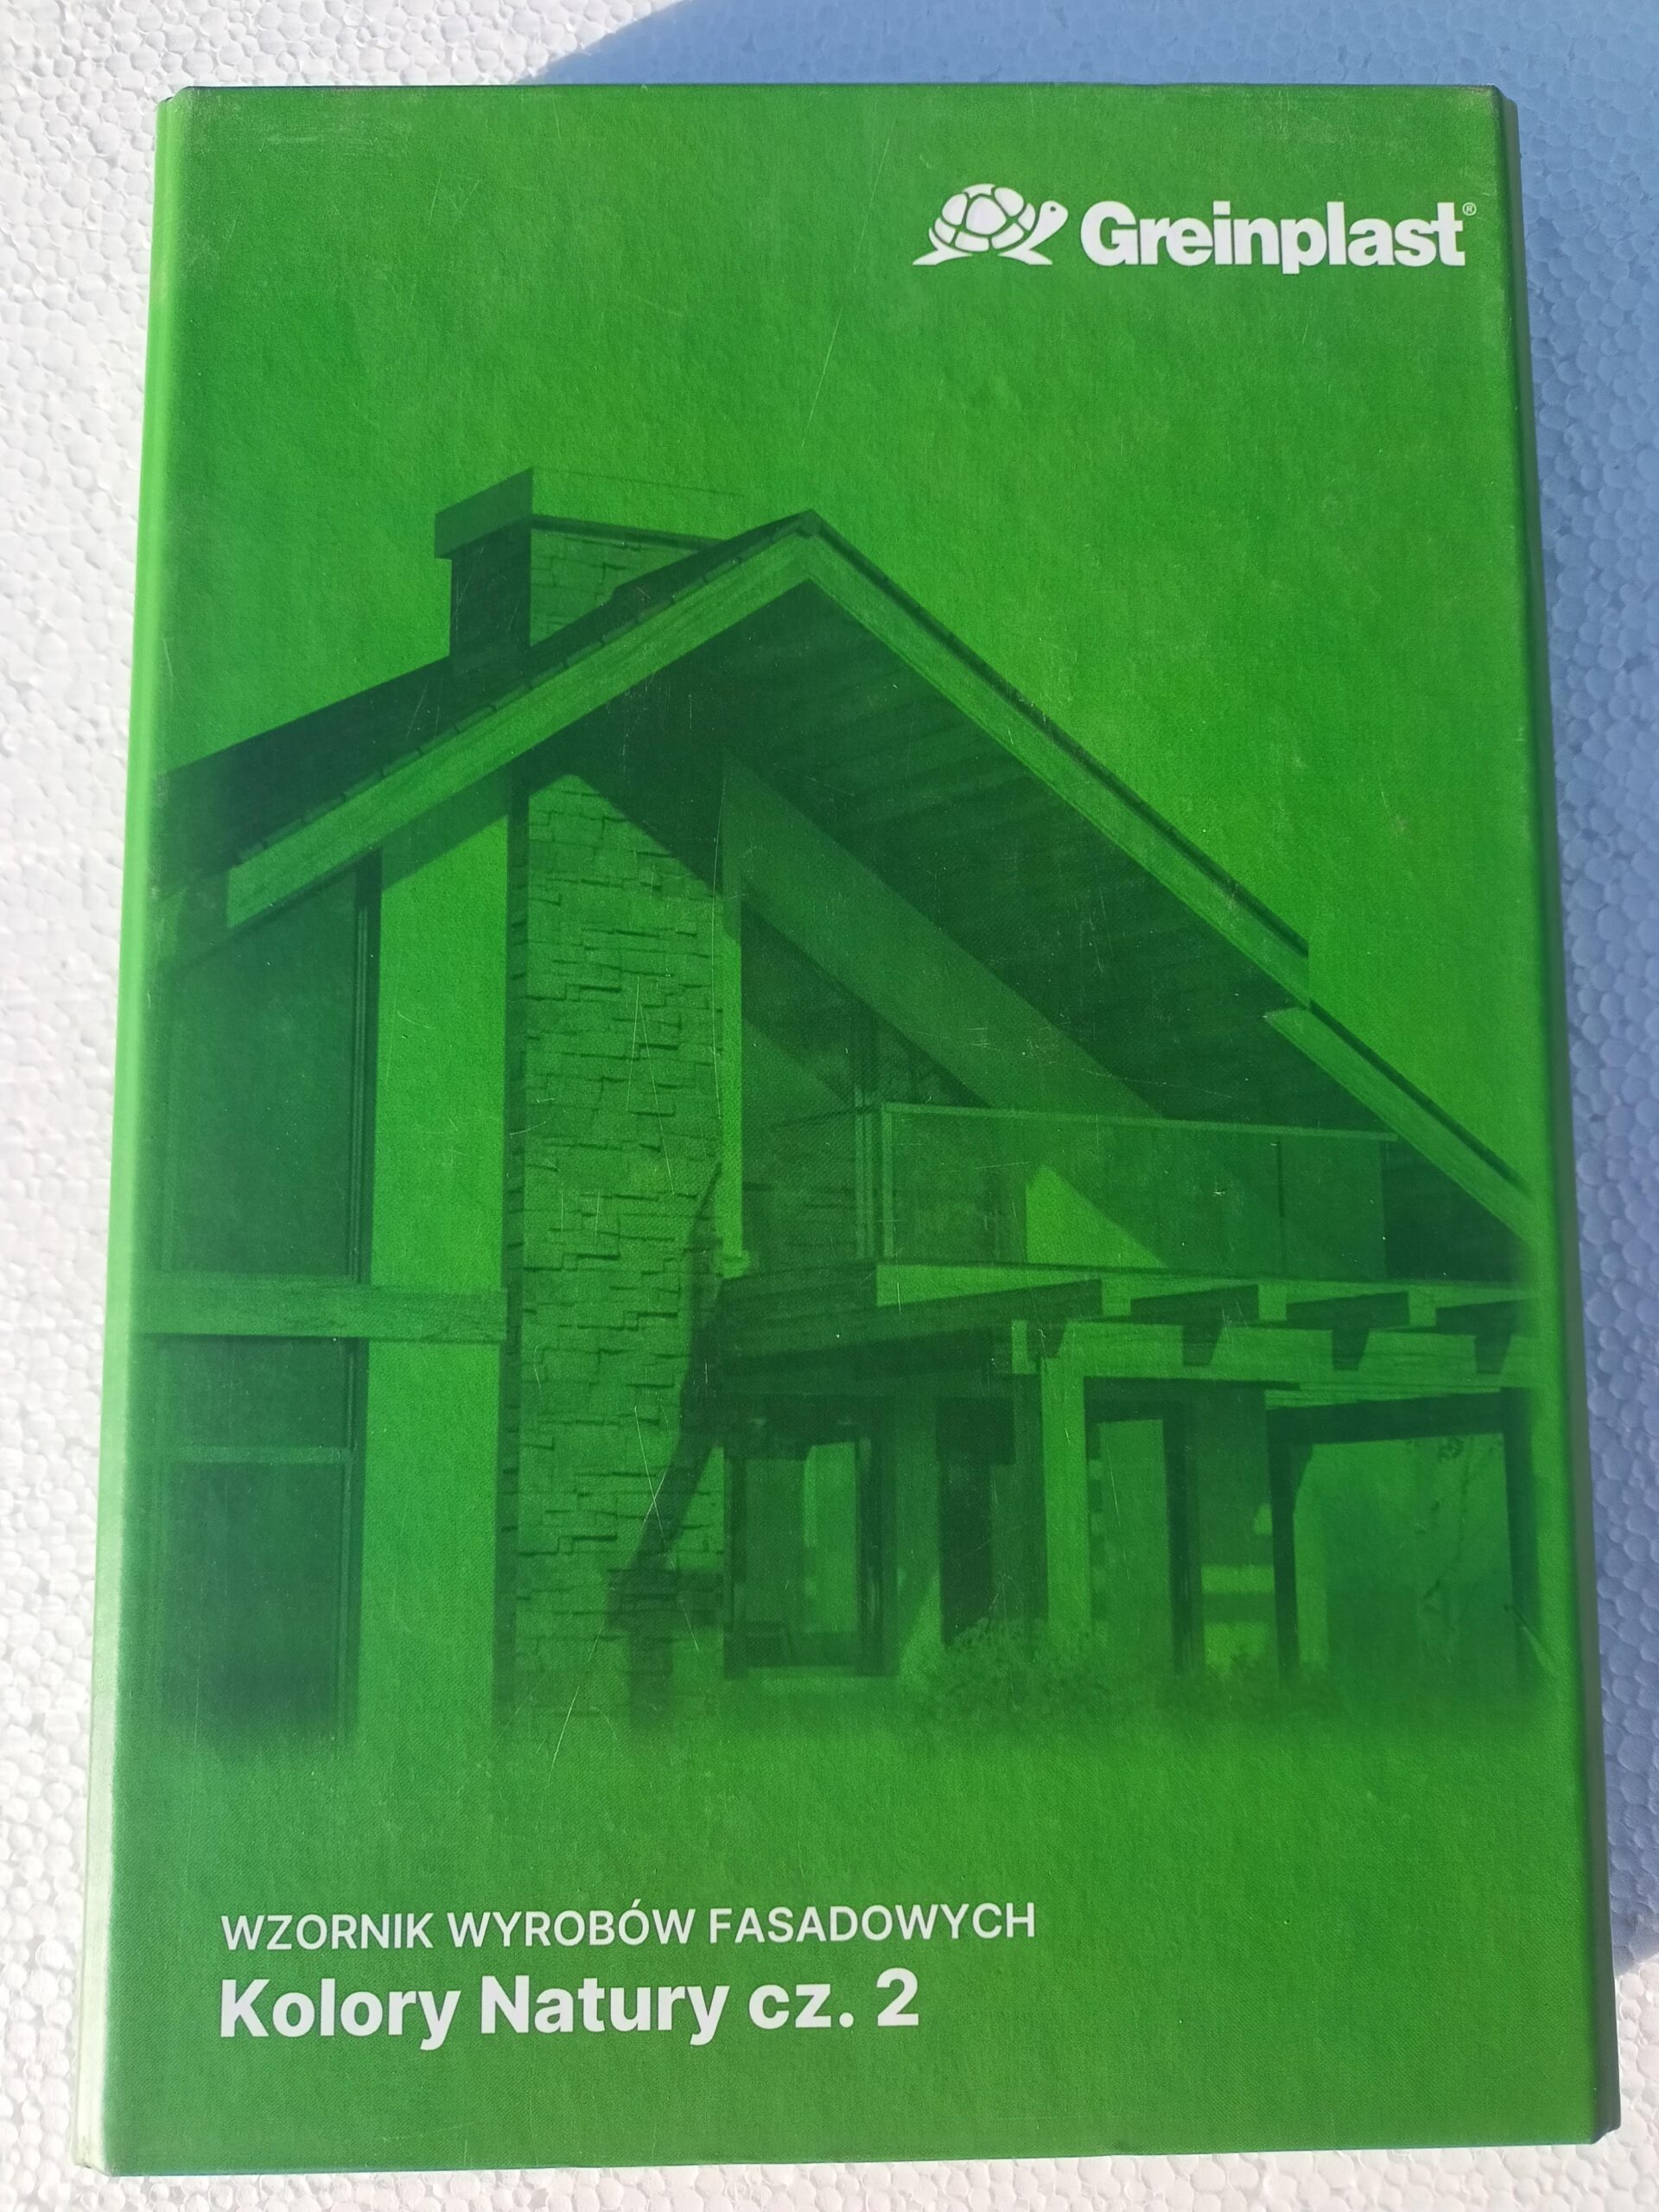 Greinplast®
WZORNIK WYROBÓW FASADOWYCH
Kolory Natury cz. 2